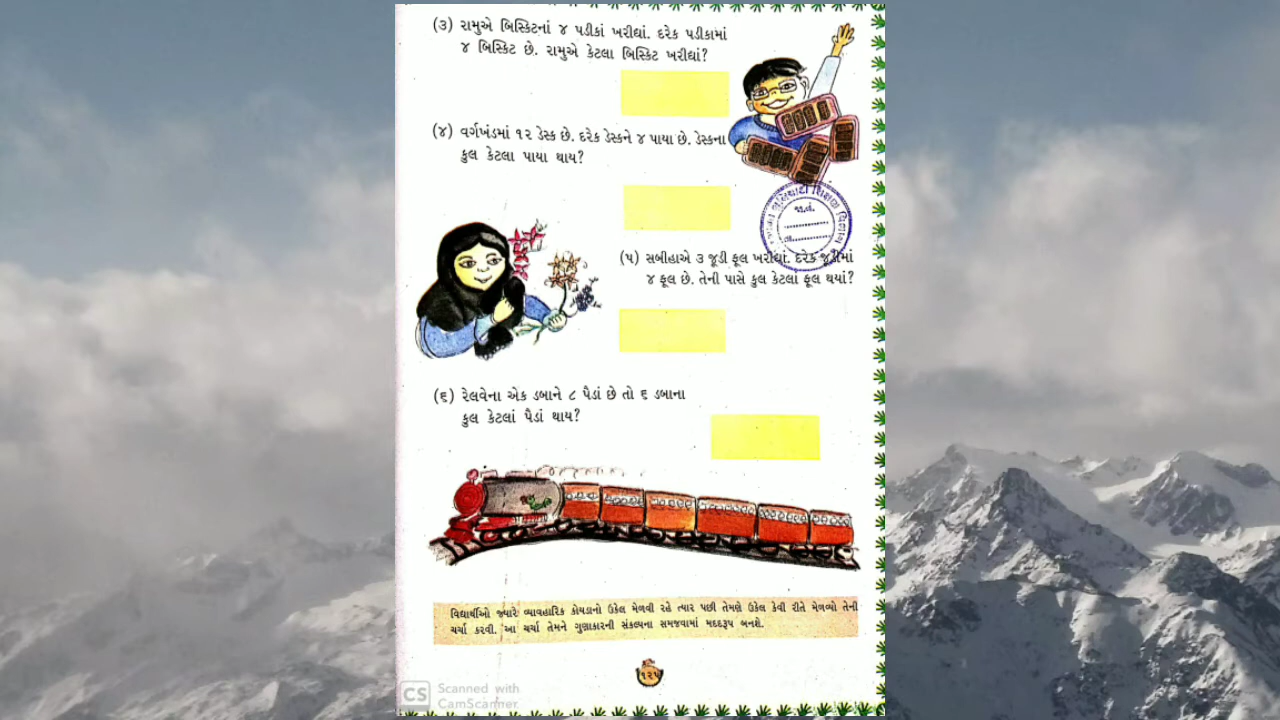 (૩) રામુએ બિસ્કિટનાં ૪ પડીકાં ખરીદ્યાં. દરેક પડીકામાં
૪ બિસ્કિટ છે. રામુએ કેટલા બિસ્કિટ ખરીદ્યાં?
(૪) વર્ગખંડમાં ૧૨ ડેસ્ક છે. દરેક ડેસ્કને ૪ પાયા છે. ડેસ્કના
કુલ કેટલા પાયા થાય?
શિક્ષણ
જા.નં.
તા.
(૫) સબીહાએ ૩ જૂડી ફૂલ ખરીદ્યાં. દરેક જૂડીમાં
૪ ફૂલ છે. તેની પાસે કુલ કેટલા ફૂલ થયાં?
(૬) રેલવેના એક ડબાને ૮ પૈડાં છે તો ૬ ડબાના
કુલ કેટલાં પૈડાં થાય?
વિદ્યાર્થીઓ જ્યારે વ્યાવહારિક કોયડાનો ઉકેલ મેળવી રહે ત્યાર પછી તેમણે ઉકેલ કેવી રીતે મેળવ્યો તેની
ચર્ચા કરવી. આ ચર્ચા તેમને ગુણાકારની સંકલ્પના સમજવામાં મદદરૂપ બનશે.
૧૨૫
CS Scanned with
CamScanner